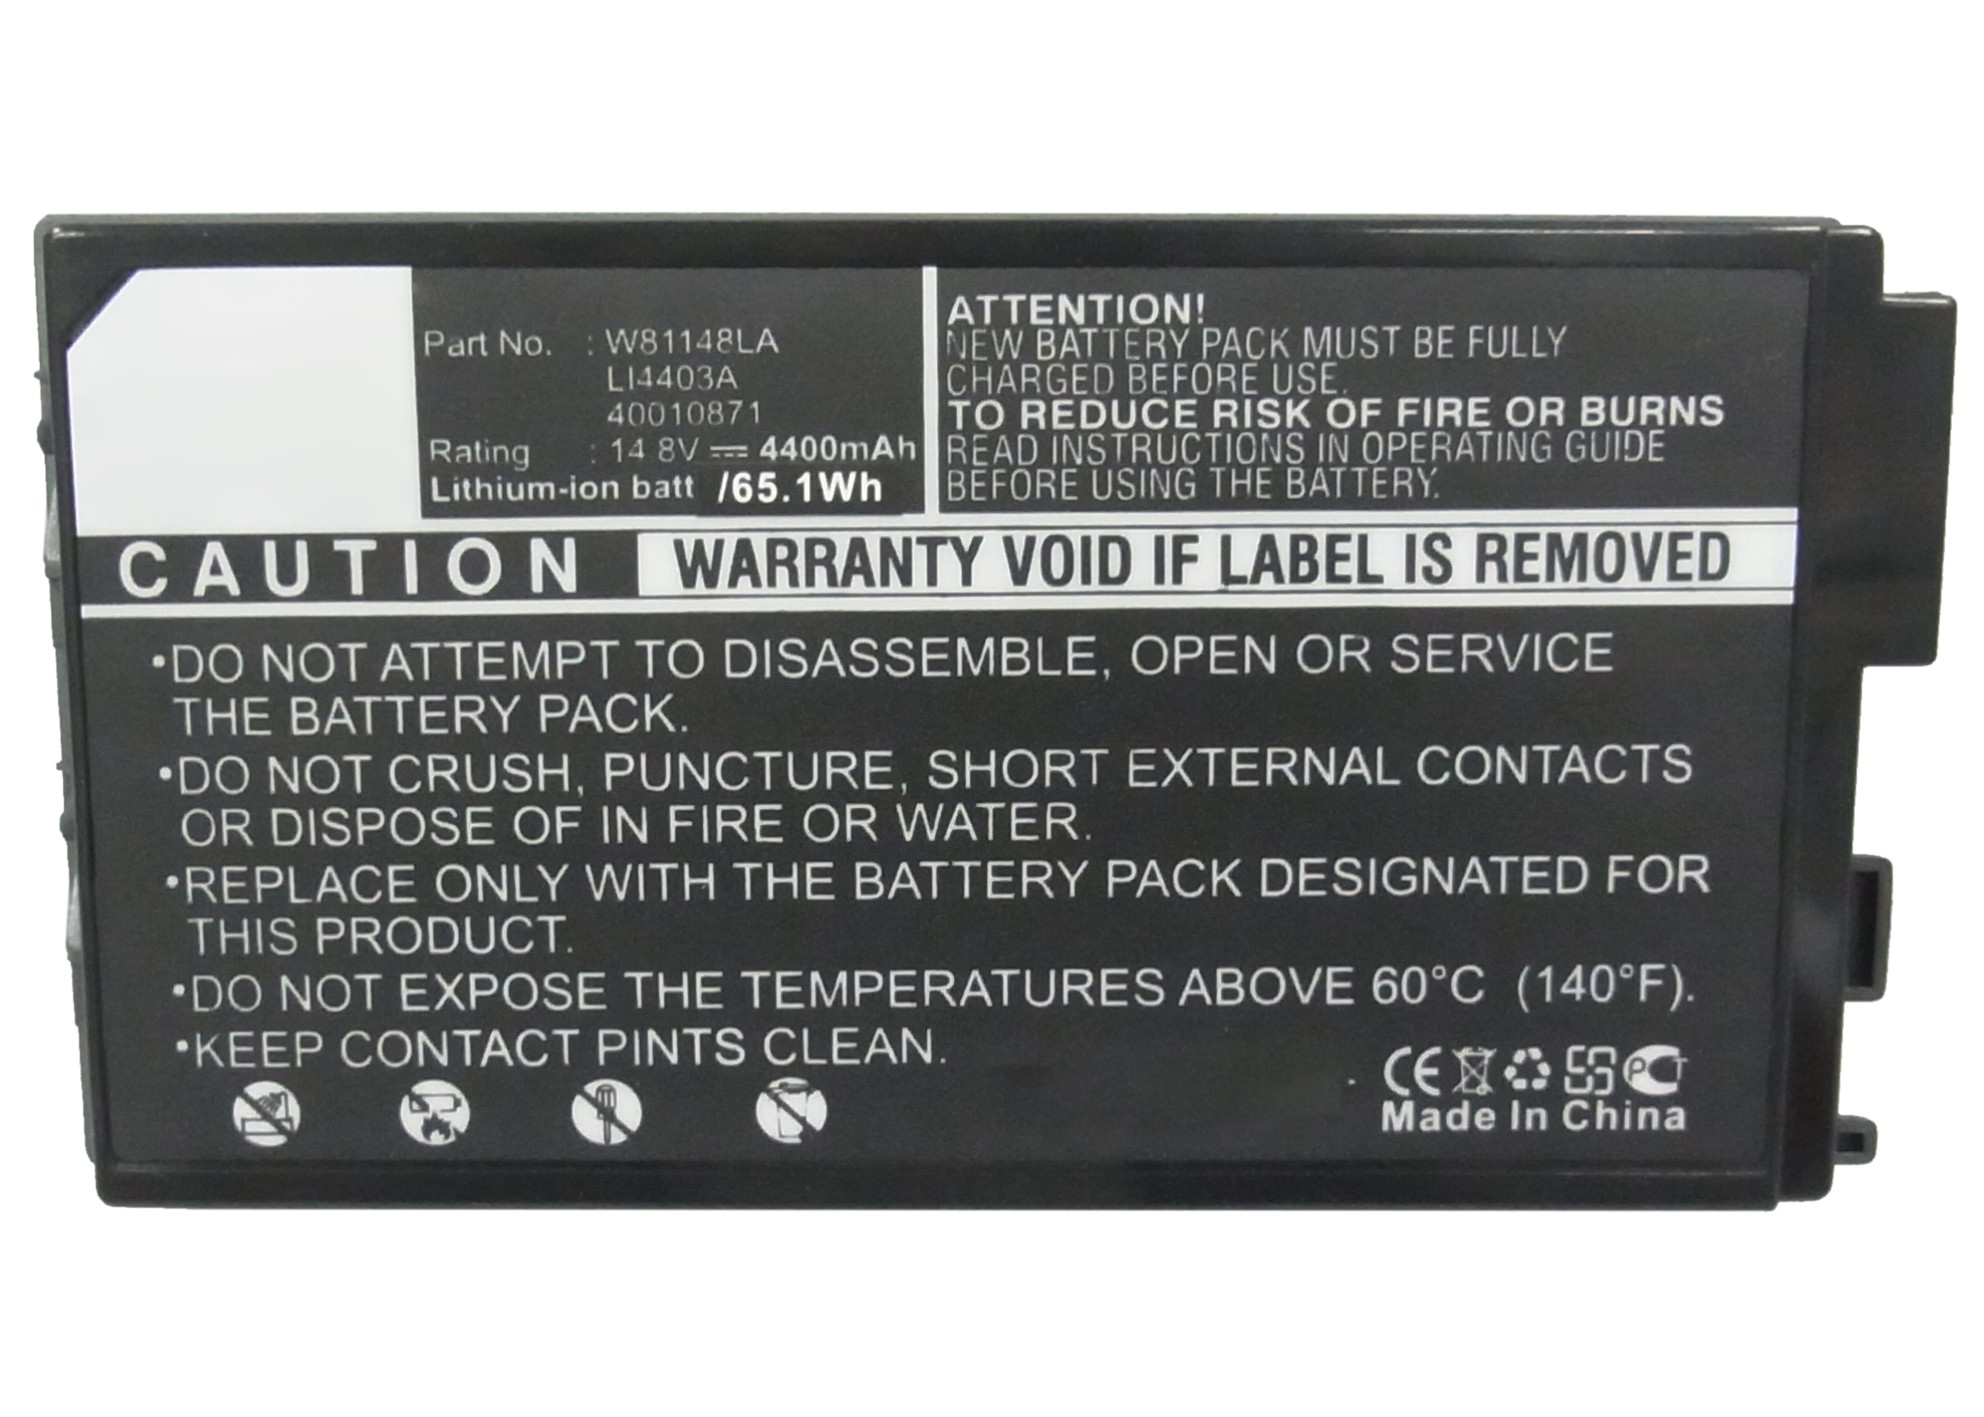 Part No. : W81148LA
LI4403A
40010871
Rating : 14.8V ⎓ 4400mAh
Lithium-ion batt /65.1Wh
ATTENTION!
NEW BATTERY PACK MUST BE FULLY
CHARGED BEFORE USE.
TO REDUCE RISK OF FIRE OR BURNS
READ INSTRUCTIONS IN OPERATING GUIDE
BEFORE USING THE BATTERY.
CAUTION WARRANTY VOID IF LABEL IS REMOVED
•DO NOT ATTEMPT TO DISASSEMBLE, OPEN OR SERVICE
THE BATTERY PACK.
•DO NOT CRUSH, PUNCTURE, SHORT EXTERNAL CONTACTS
OR DISPOSE OF IN FIRE OR WATER.
•REPLACE ONLY WITH THE BATTERY PACK DESIGNATED FOR
THIS PRODUCT.
•DO NOT EXPOSE THE TEMPERATURES ABOVE 60°C (140°F).
•KEEP CONTACT PINTS CLEAN.
CE PCT
Made In China